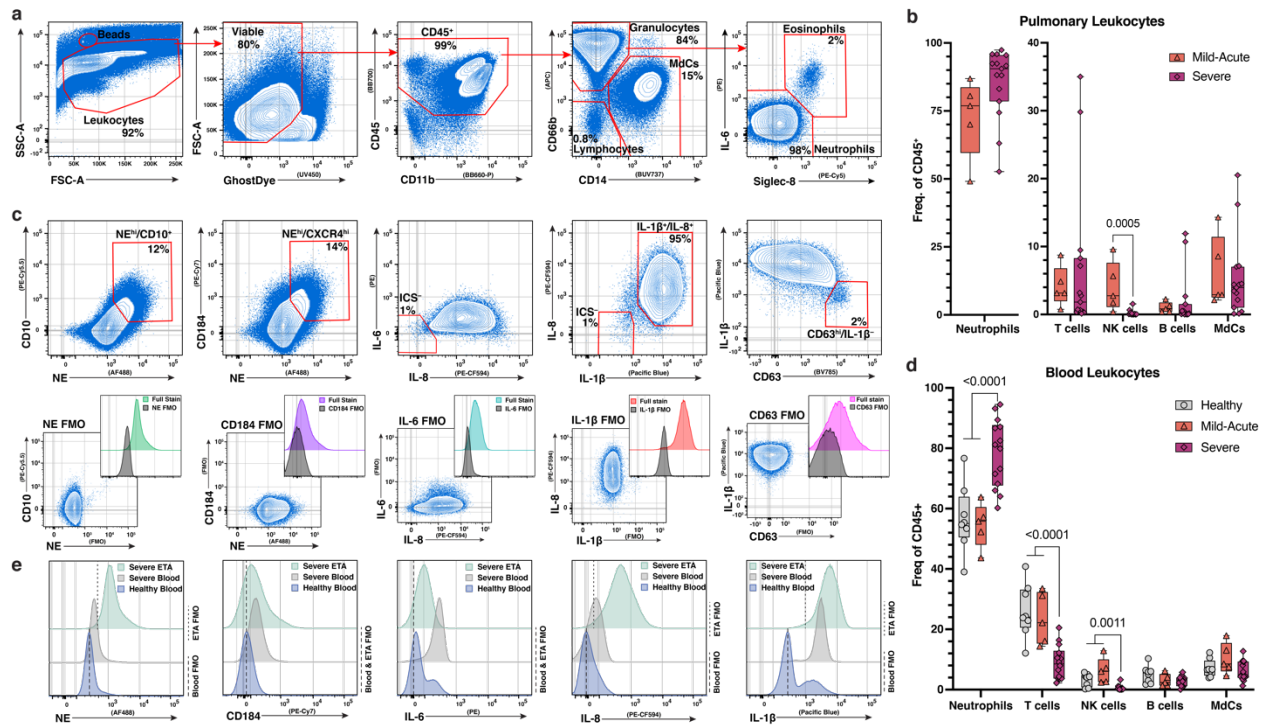 a
Beads
Leukocytes
92%
SSC-A
FSC-A
Viable
80%
FSC-A
GhostDye
(UV450)
CD45⁺
99%
CD45
(BB700)
CD11b
(BB660-P)
Granulocytes
84%
MdCs
15%
0.8%
Lymphocytes
CD66b
(APC)
CD14
(BUV737)
Eosinophils
2%
98%
Neutrophils
IL-6
(PE)
Siglec-8
(PE-Cy5)
b
Pulmonary Leukocytes
Mild-Acute
Severe
0.0005
Freq. of CD45⁺
Neutrophils
T cells
NK cells
B cells
MdCs
c
NEʰⁱ/CD10⁺
12%
CD10
(PE-Cy5.5)
NE
(AF488)
NEʰⁱ/CXCR4ʰⁱ
14%
CD184
(PE-Cy7)
NE
(AF488)
ICS⁻
1%
IL-6
(PE)
IL-8
(PE-CF594)
IL-1β⁺/IL-8⁺
95%
ICS⁻
1%
IL-8
(PE-CF594)
IL-1β
(Pacific Blue)
2%
CD63ʰⁱ/IL-1β⁻
IL-1β
(Pacific Blue)
CD63
(BV785)
NE FMO
Full Stain
NE FMO
CD10
(PE-Cy5.5)
NE
(FMO)
CD184 FMO
Full stain
CD184 FMO
CD184
(FMO)
NE
(AF488)
IL-6 FMO
Full Stain
IL-6 FMO
IL-6
(FMO)
IL-8
(PE-CF594)
IL-1β FMO
Full stain
IL-1β FMO
IL-8
(PE-CF594)
IL-1β
(FMO)
CD63 FMO
Full stain
CD63 FMO
IL-1β
(Pacific Blue)
CD63
(FMO)
d
Blood Leukocytes
Healthy
Mild-Acute
Severe
<0.0001
<0.0001
0.0011
Freq of CD45+
Neutrophils
T cells
NK cells
B cells
MdCs
e
Severe ETA
Severe Blood
Healthy Blood
ETA FMO
Blood FMO
NE
(AF488)
Severe ETA
Severe Blood
Healthy Blood
Blood & ETA FMO
CD184
(PE-Cy7)
Severe ETA
Severe Blood
Healthy Blood
Blood & ETA FMO
IL-6
(PE)
Severe ETA
Severe Blood
Healthy Blood
ETA FMO
Blood FMO
IL-8
(PE-CF594)
Severe ETA
Severe Blood
Healthy Blood
ETA FMO
Blood FMO
IL-1β
(Pacific Blue)